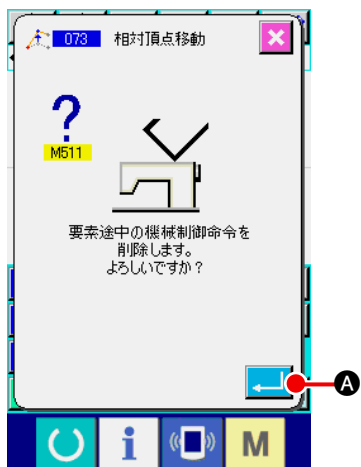 073 相対頂点移動
?
M511
要素途中の機械制御命令を
削除します。
よろしいですか？
A
i
M